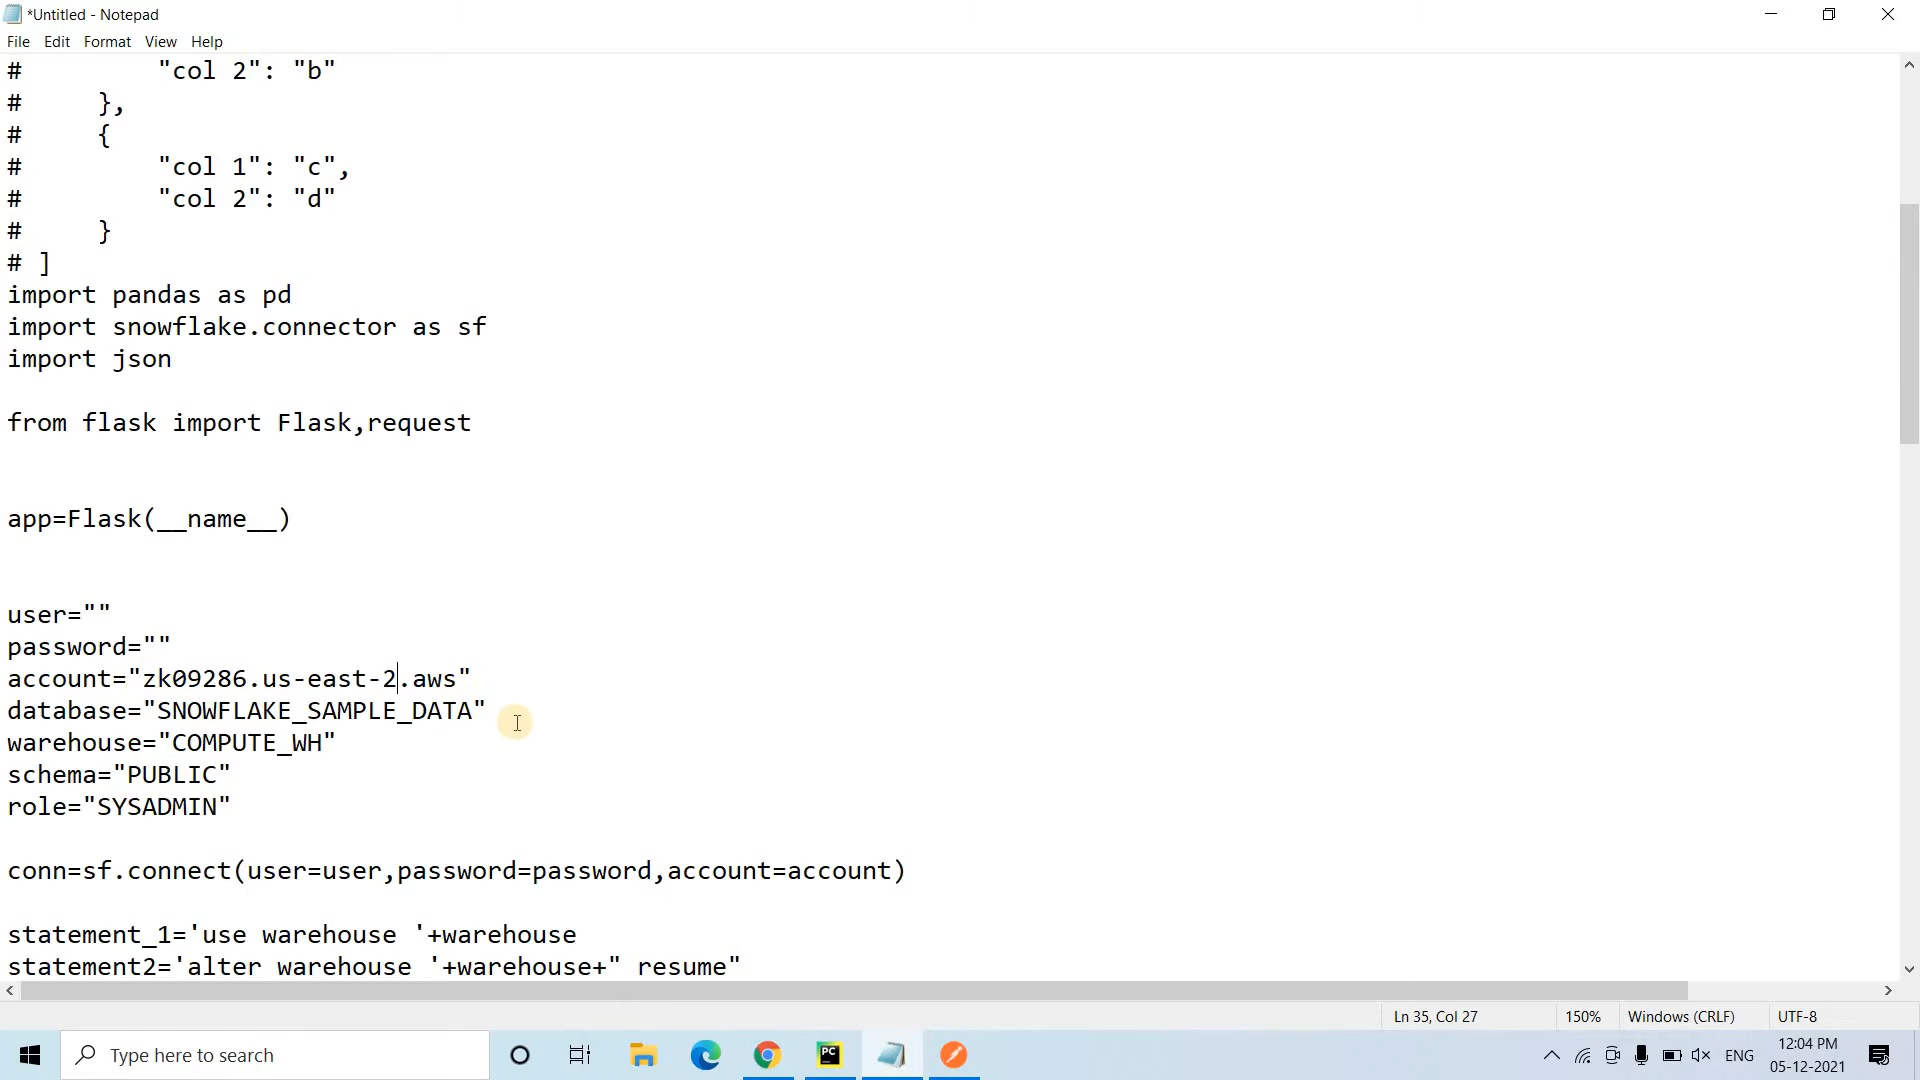 *Untitled - Notepad
File Edit Format View Help
#         "col 2": "b"
#     },
#     {
#         "col 1": "c",
#         "col 2": "d"
#     }
# ]
import pandas as pd
import snowflake.connector as sf
import json
from flask import Flask,request
app=Flask(__name__)
user=""
password=""
account="zk09286.us-east-2.aws"
database="SNOWFLAKE_SAMPLE_DATA"
warehouse="COMPUTE_WH"
schema="PUBLIC"
role="SYSADMIN"
conn=sf.connect(user=user,password=password,account=account)
statement_1='use warehouse '+warehouse
statement2='alter warehouse '+warehouse+" resume"
Ln 35, Col 27 150% Windows (CRLF) UTF-8
Type here to search
PC
ENG
12:04 PM
05-12-2021